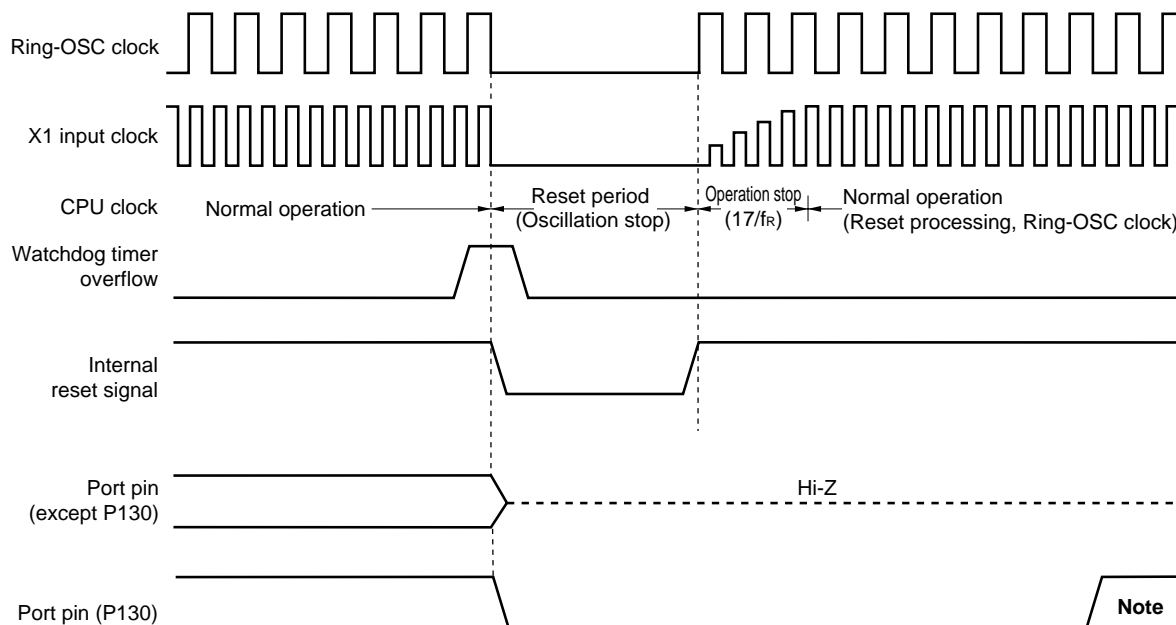 Ring-OSC clock
X1 input clock
CPU clock
Normal operation
Reset period
(Oscillation stop)
Operation stop
(17/fR)
Normal operation
(Reset processing, Ring-OSC clock)
Watchdog timer
overflow
Internal
reset signal
Port pin
(except P130)
Hi-Z
Port pin (P130)
Note